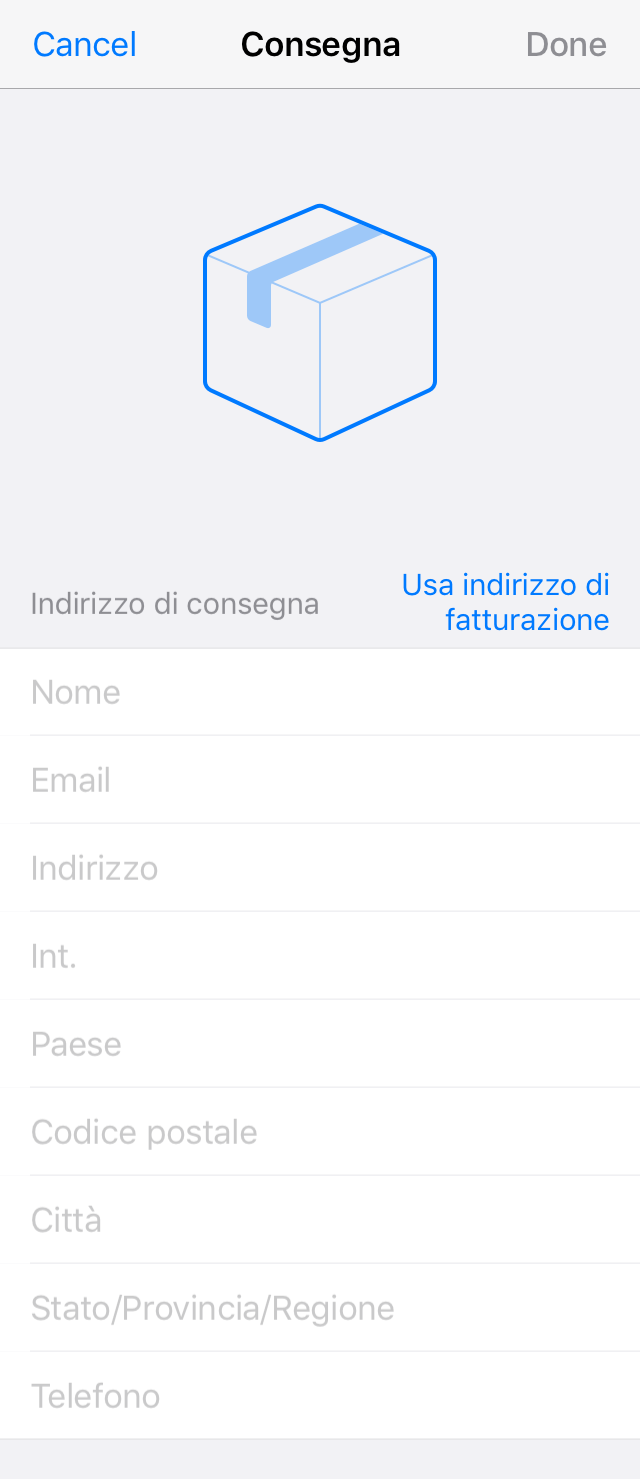 Cancel
Consegna
Done
Indirizzo di consegna
Usa indirizzo di
fatturazione
Nome
Email
Indirizzo
Int.
Paese
Codice postale
Città
Stato/Provincia/Regione
Telefono